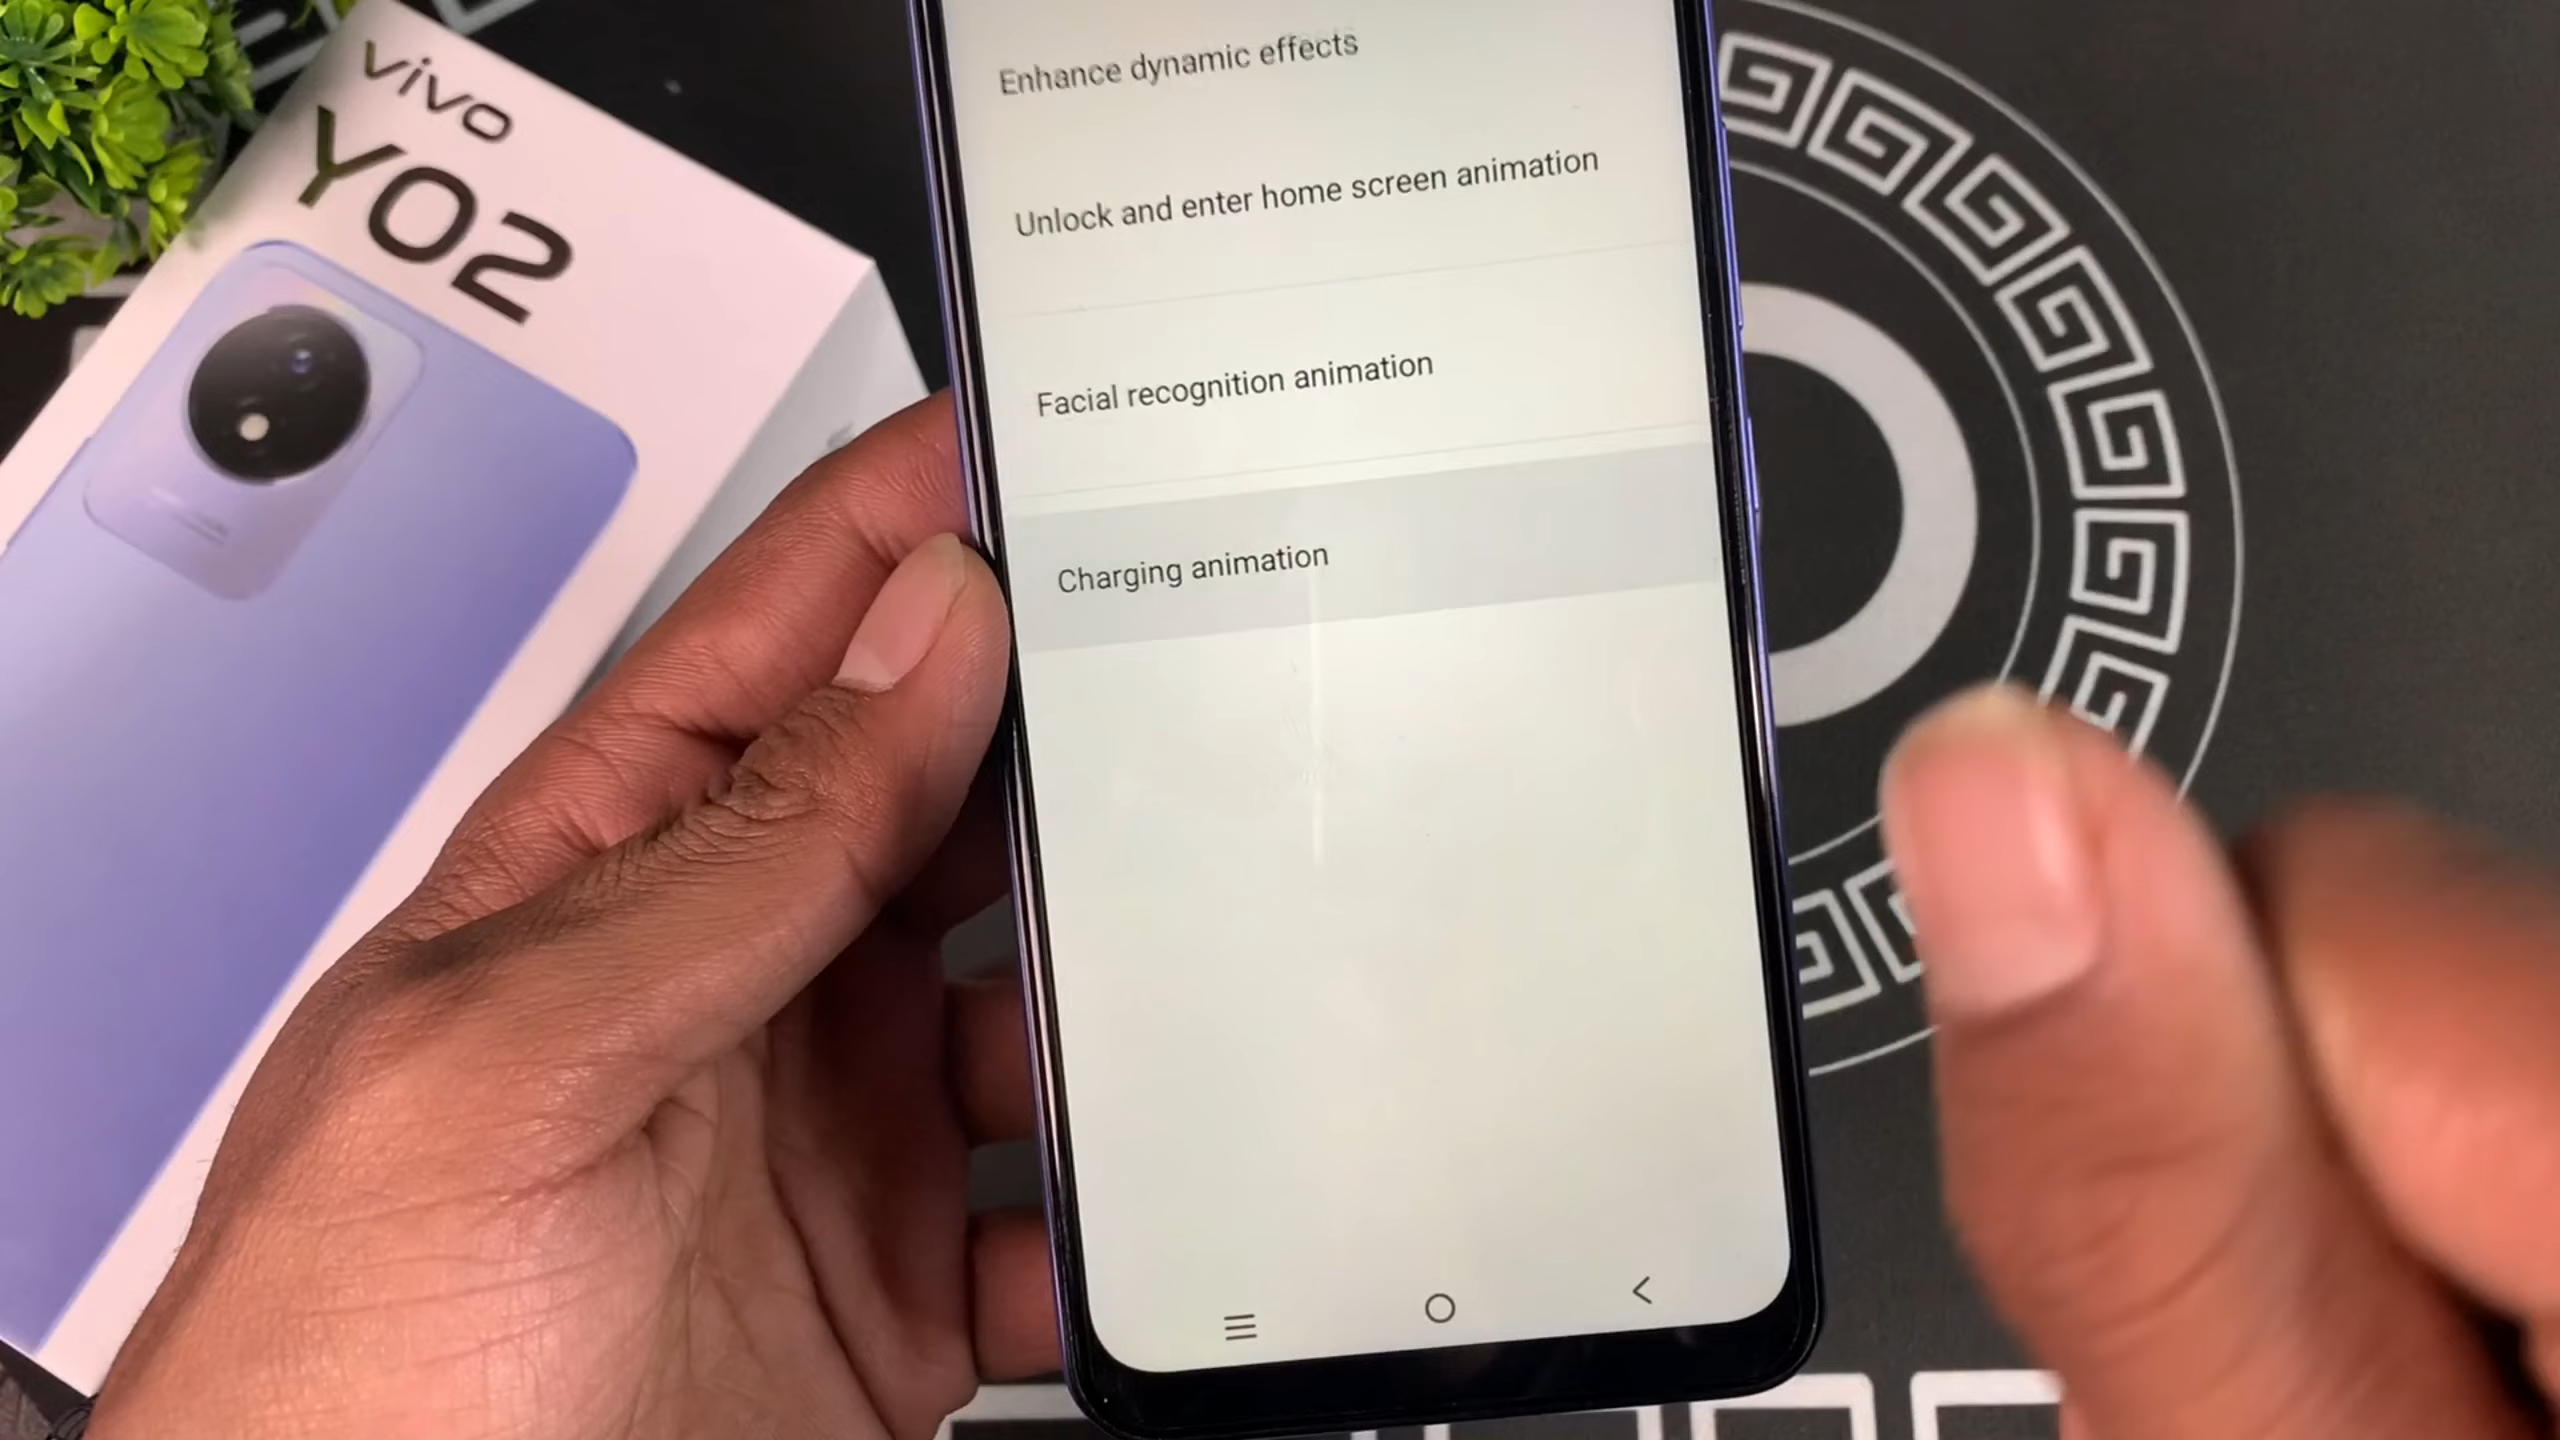 vivo
Y02
Enhance dynamic effects
Unlock and enter home screen animation
Facial recognition animation
Charging animation